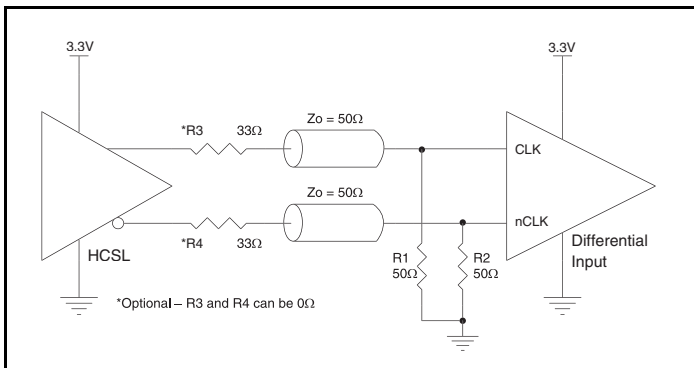 3.3V
3.3V
*R3 33Ω
Zo = 50Ω
CLK
Zo = 50Ω
nCLK
*R4 33Ω
HCSL
R1
50Ω
R2
50Ω
Differential
Input
*Optional – R3 and R4 can be 0Ω